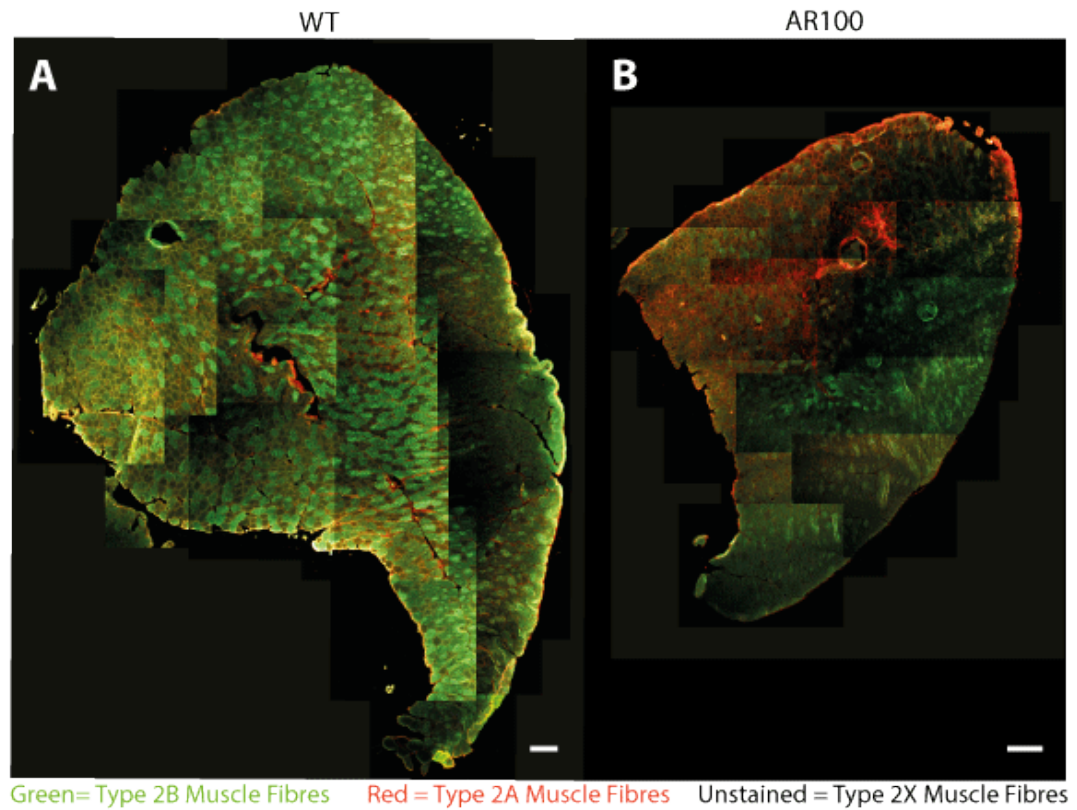 WT
AR100
A
B
Green= Type 2B Muscle Fibres Red = Type 2A Muscle Fibres Unstained = Type 2X Muscle Fibres